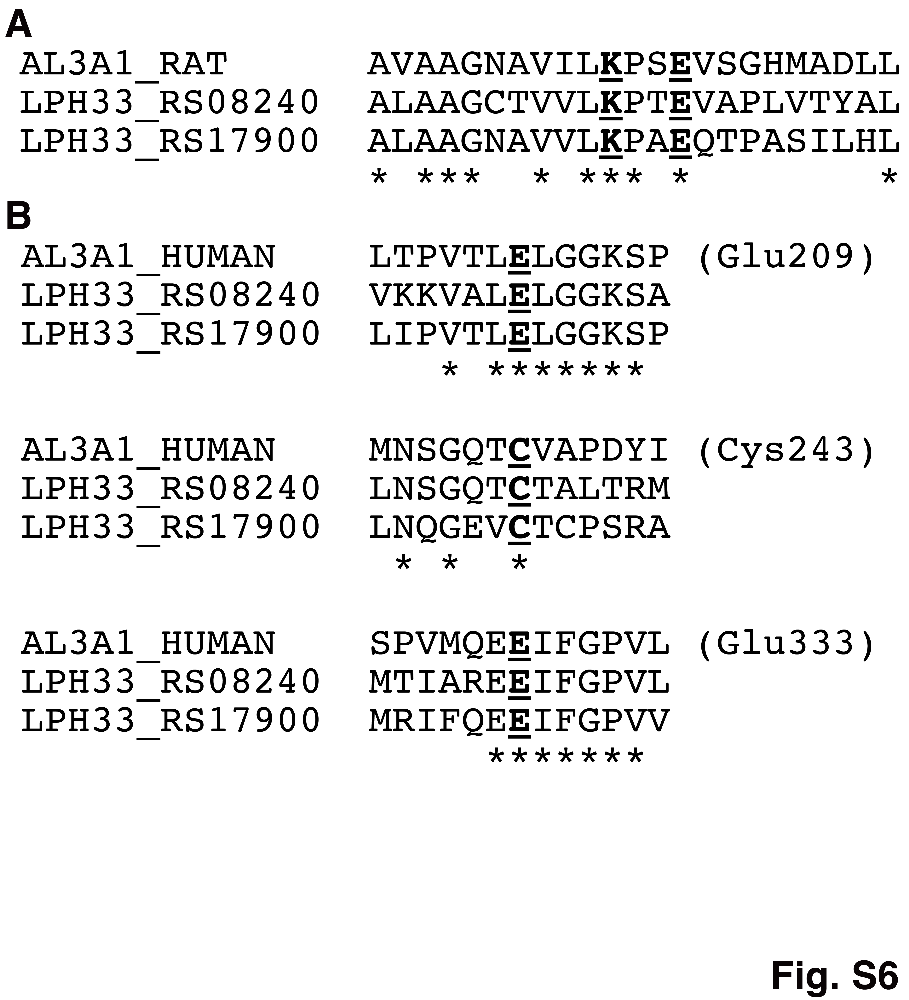 A
AL3A1_RAT AVAAGNAVILKPSEVSGHMADLL
LPH33_RS08240 ALAAGCTVVLKPTEVAPLVTYAL
LPH33_RS17900 ALAAGNAVVLKPAEQTPASILHL
* *** * *** * *
B
AL3A1_HUMAN LTPVTLELGGKSP (Glu209)
LPH33_RS08240 VKKVALELGGKSA
LPH33_RS17900 LIPVTLELGGKSP
* *******
AL3A1_HUMAN MNSGQTCVAPDYI (Cys243)
LPH33_RS08240 LNSGQTCTALTRM
LPH33_RS17900 LNQGEVCTCPSRA
* * *
AL3A1_HUMAN SPVMQEEIFGPVL (Glu333)
LPH33_RS08240 MTIAREEIFGPVL
LPH33_RS17900 MRIFQEEIFGPVV
*******
Fig. S6